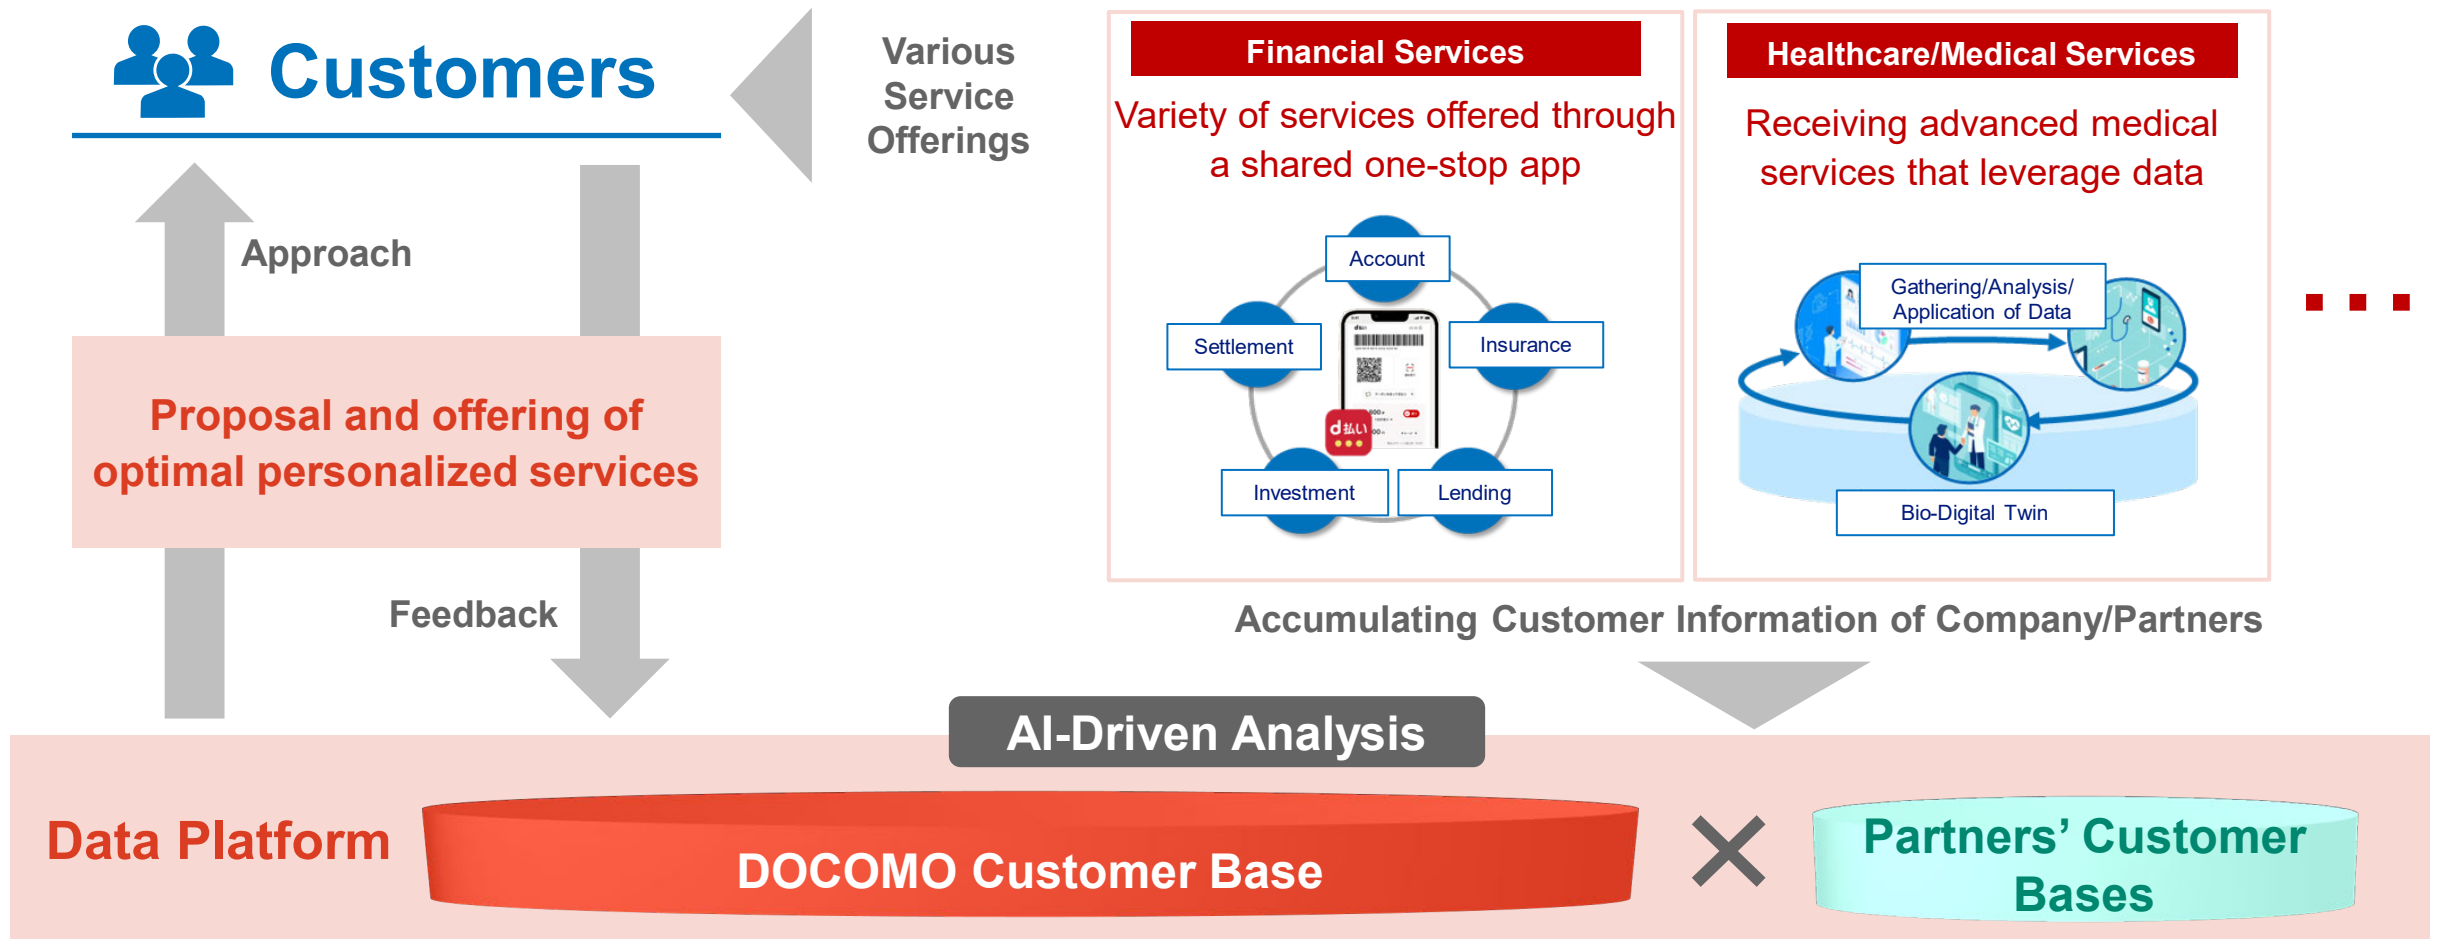 Customers
Various
Service
Offerings
Financial Services
Variety of services offered through
a shared one-stop app
Account
Settlement
Insurance
Investment
Lending
d払い
Healthcare/Medical Services
Receiving advanced medical
services that leverage data
Gathering/Analysis/
Application of Data
Bio-Digital Twin
Approach
Proposal and offering of
optimal personalized services
Feedback
Accumulating Customer Information of Company/Partners
AI-Driven Analysis
Data Platform
DOCOMO Customer Base
Partners’ Customer
Bases